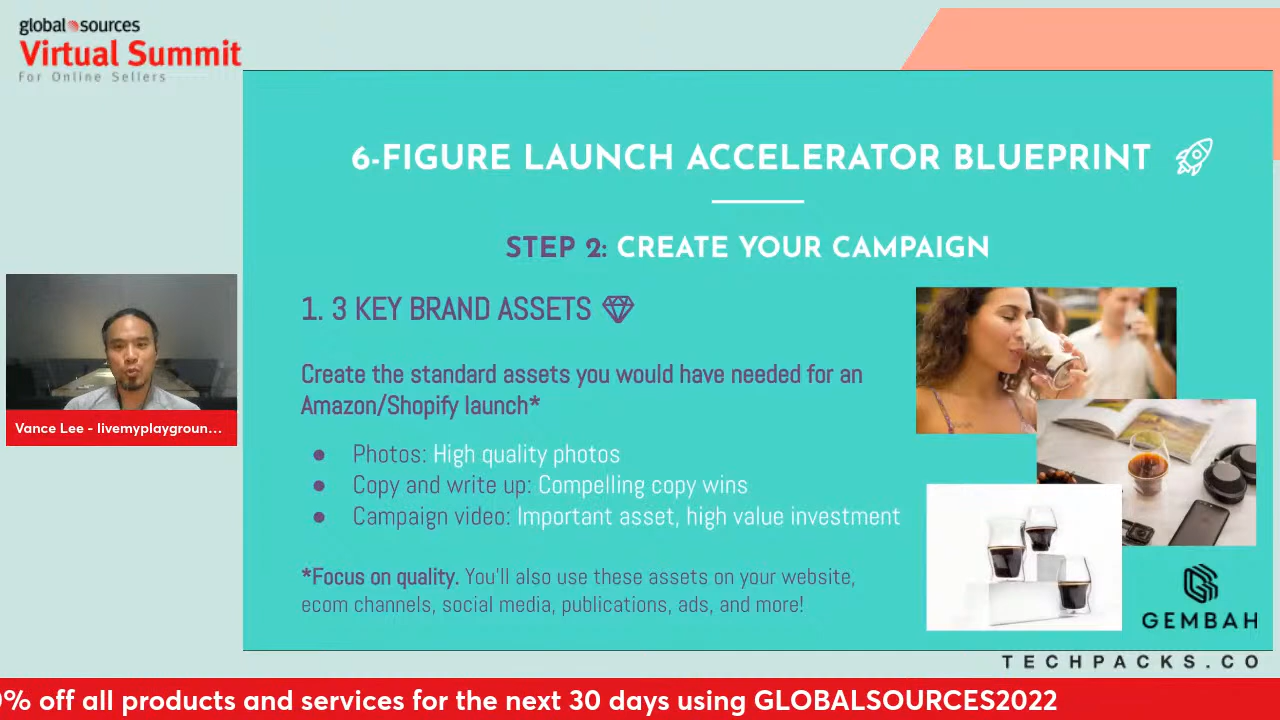 global sources
Virtual Summit
For Online Sellers
6-FIGURE LAUNCH ACCELERATOR BLUEPRINT
STEP 2: CREATE YOUR CAMPAIGN
1. 3 KEY BRAND ASSETS
Create the standard assets you would have needed for an
Amazon/Shopify launch*
● Photos: High quality photos
● Copy and write up: Compelling copy wins
● Campaign video: Important asset, high value investment
*Focus on quality. You'll also use these assets on your website,
ecom channels, social media, publications, ads, and more!
Vance Lee - livemyplaygroun...
GEMBAH
TECHPACKS.CO
% off all products and services for the next 30 days using GLOBALSOURCES2022